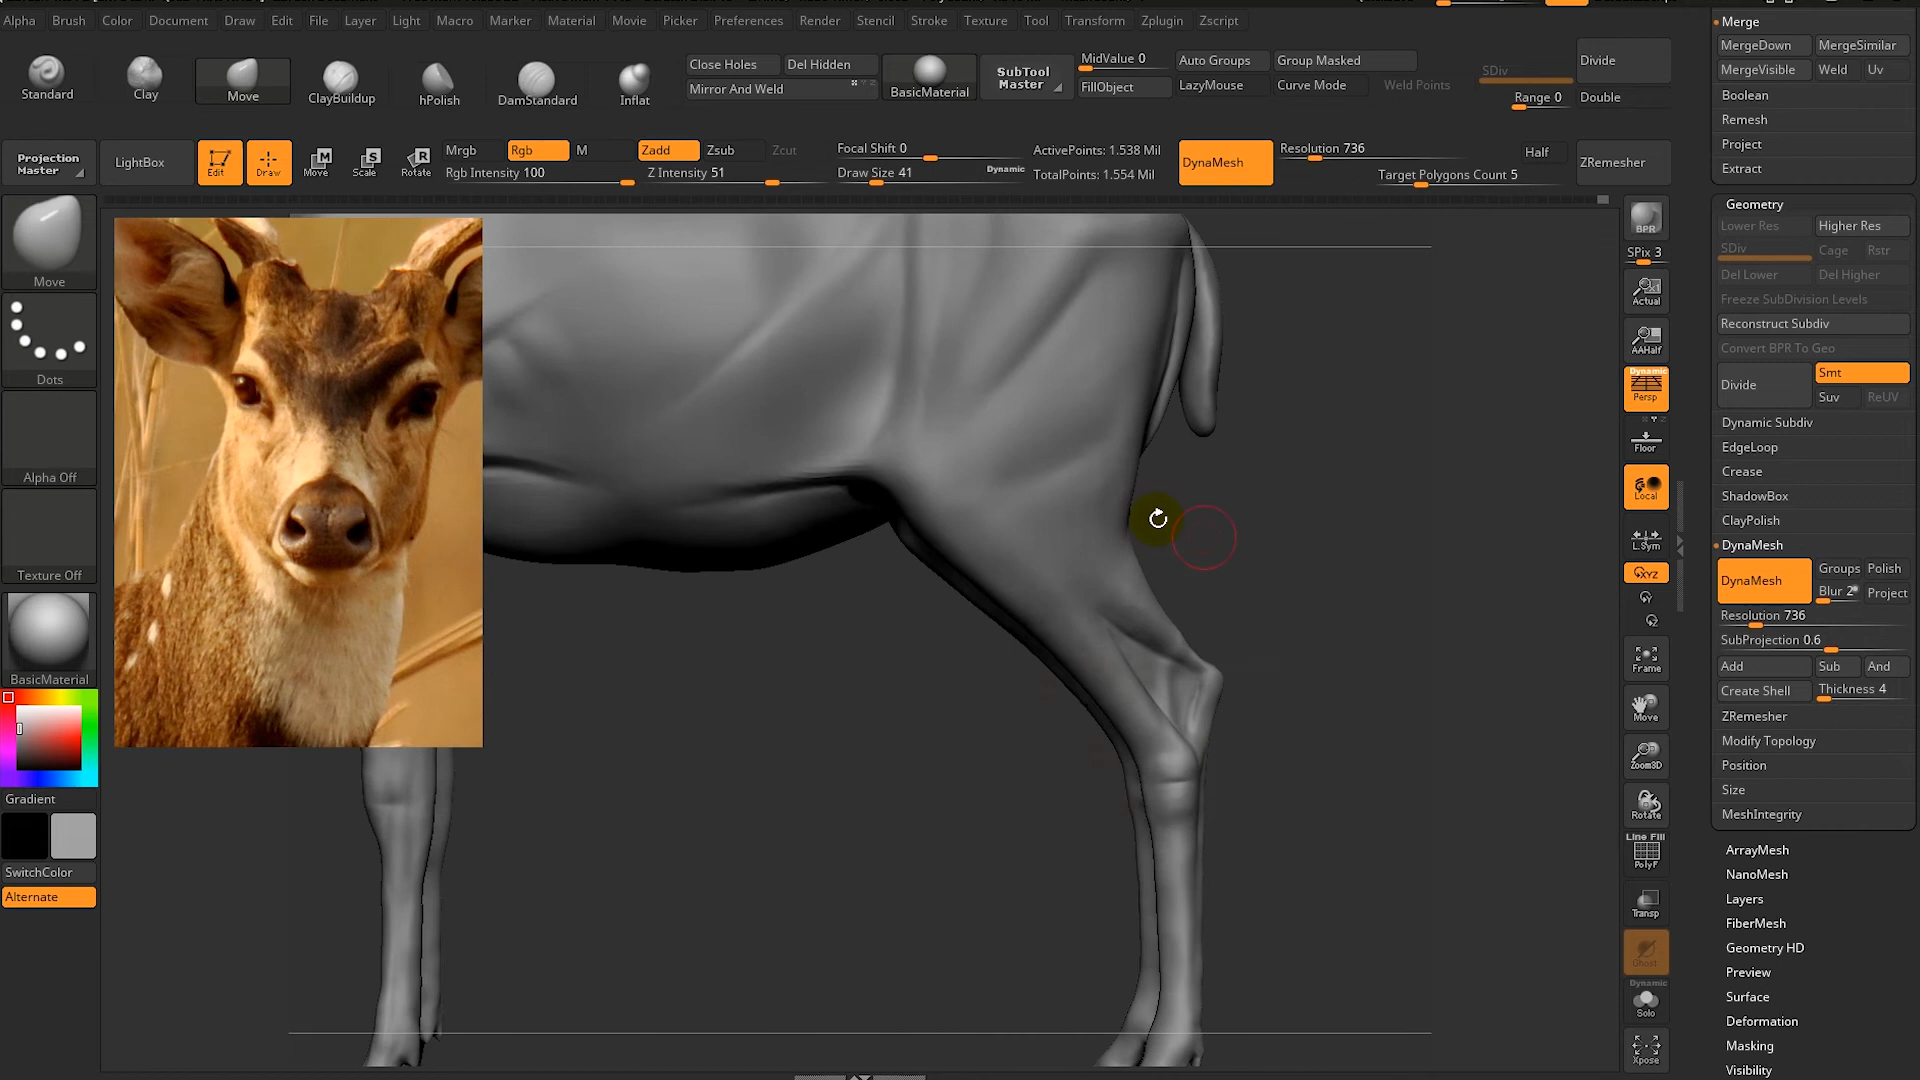 Alpha Brush Color Document Draw Edit File Layer Light Macro Marker Material Movie Picker Preferences Render Stencil Stroke Texture Tool Transform Zplugin Zscript
Standard Clay Move ClayBuildup hPolish DamStandard Inflat
Close Holes Del Hidden
Mirror And Weld
BasicMaterial
SubTool Master
MidValue 0
FillObject
Auto Groups Group Masked
LazyMouse Curve Mode Weld Points
SDiv Divide
Range 0 Double
Projection Master
LightBox
Edit Draw Move Scale Rotate
Mrgb Rgb M Zadd Zsub Zcut
Rgb Intensity 100 Z Intensity 51
Focal Shift 0
Draw Size 41 Dynamic
ActivePoints: 1.538 Mil
TotalPoints: 1.554 Mil
DynaMesh
Resolution 736 Half
Target Polygons Count 5
ZRemesher
Move
Dots
Alpha Off
Texture Off
BasicMaterial
Gradient
SwitchColor
Alternate
BPR
SPix 3
Actual
AAHalf
Dynamic
Persp
Floor
Local
L.Sym
XYZ
Frame
Move
Zoom3D
Rotate
Line Fill
PolyF
Transp
Ghost
Dynamic
Solo
Xpose
Merge
MergeDown MergeSimilar
MergeVisible Weld Uv
Boolean
Remesh
Project
Extract
Geometry
Lower Res Higher Res
SDiv Cage Rstr
Del Lower Del Higher
Freeze SubDivision Levels
Reconstruct Subdiv
Convert BPR To Geo
Divide Smt
Suv ReUV
Dynamic Subdiv
EdgeLoop
Crease
ShadowBox
ClayPolish
DynaMesh
DynaMesh Groups Polish
Blur 2 Project
Resolution 736
SubProjection 0.6
Add Sub And
Create Shell Thickness 4
ZRemesher
Modify Topology
Position
Size
MeshIntegrity
ArrayMesh
NanoMesh
Layers
FiberMesh
Geometry HD
Preview
Surface
Deformation
Masking
Visibility